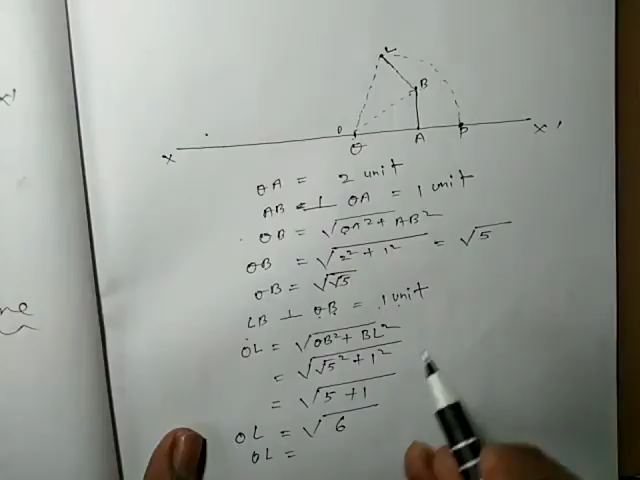 L
B
0
X O A P X'
OA = 2 unit
AB = ⊥ OA = 1 unit
OB = √OA² + AB²
OB = √2² + 1² = √5
OB = √√5
LB ⊥ OB = 1 unit
OL = √OB² + BL²
= √√5² + 1²
= √5 + 1
OL = √6
OL =